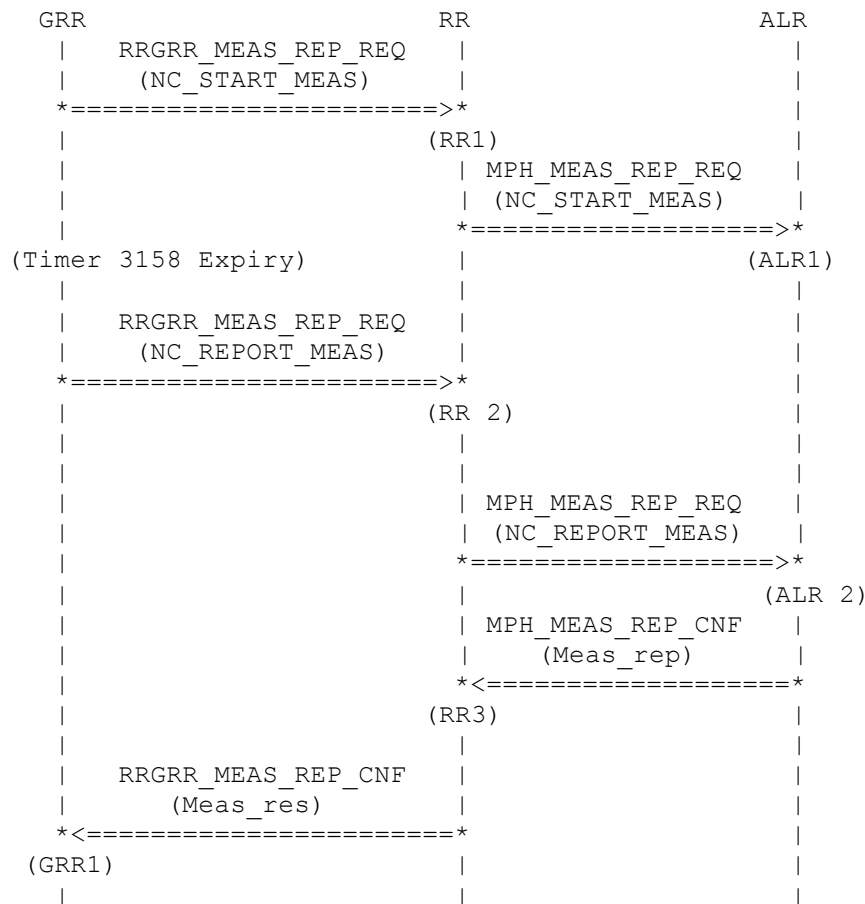 GRR RR ALR
RRGRR_MEAS_REP_REQ
(NC_START_MEAS)
*=======================>*
(RR1)
MPH_MEAS_REP_REQ
(NC_START_MEAS)
*===================>*
(Timer 3158 Expiry) (ALR1)
RRGRR_MEAS_REP_REQ
(NC_REPORT_MEAS)
*=======================>*
(RR 2)
MPH_MEAS_REP_REQ
(NC_REPORT_MEAS)
*===================>*
(ALR 2)
MPH_MEAS_REP_CNF
(Meas_rep)
*<===================*
(RR3)
RRGRR_MEAS_REP_CNF
(Meas_res)
*<=======================*
(GRR1)